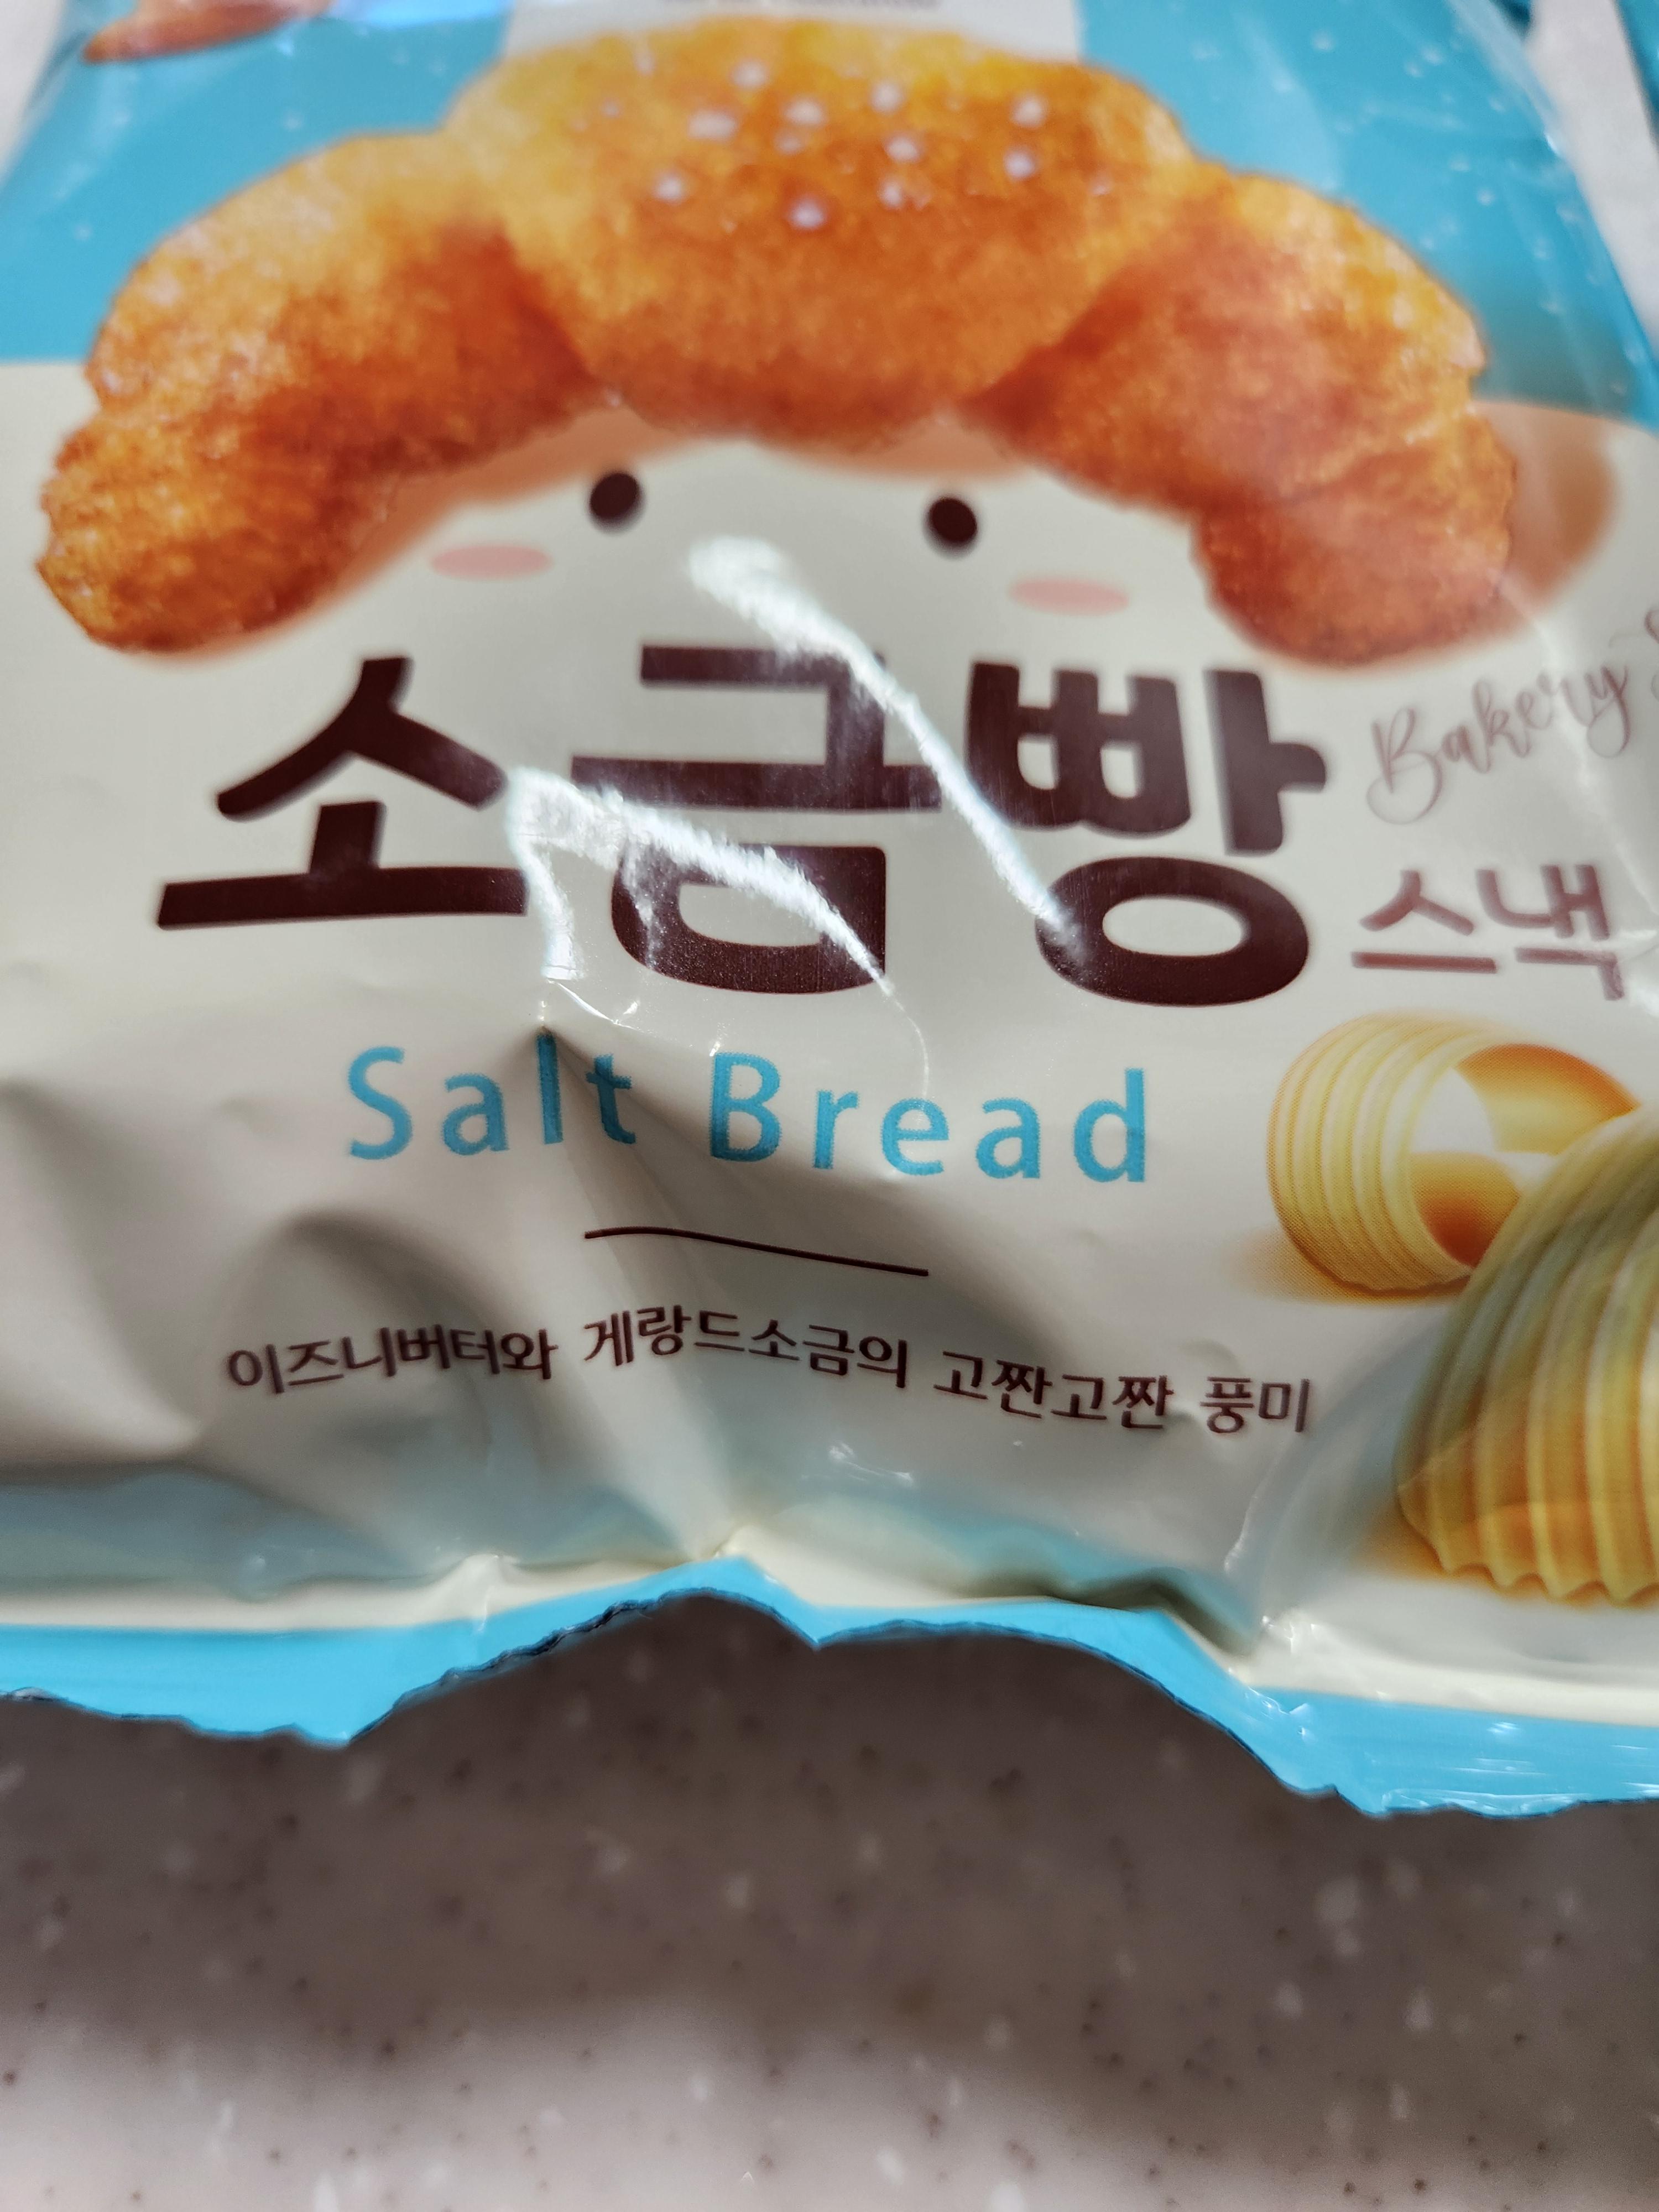 Bakery
소금빵 스낵
Salt Bread
이즈니버터와 게랑드소금의 고짠고짠 풍미